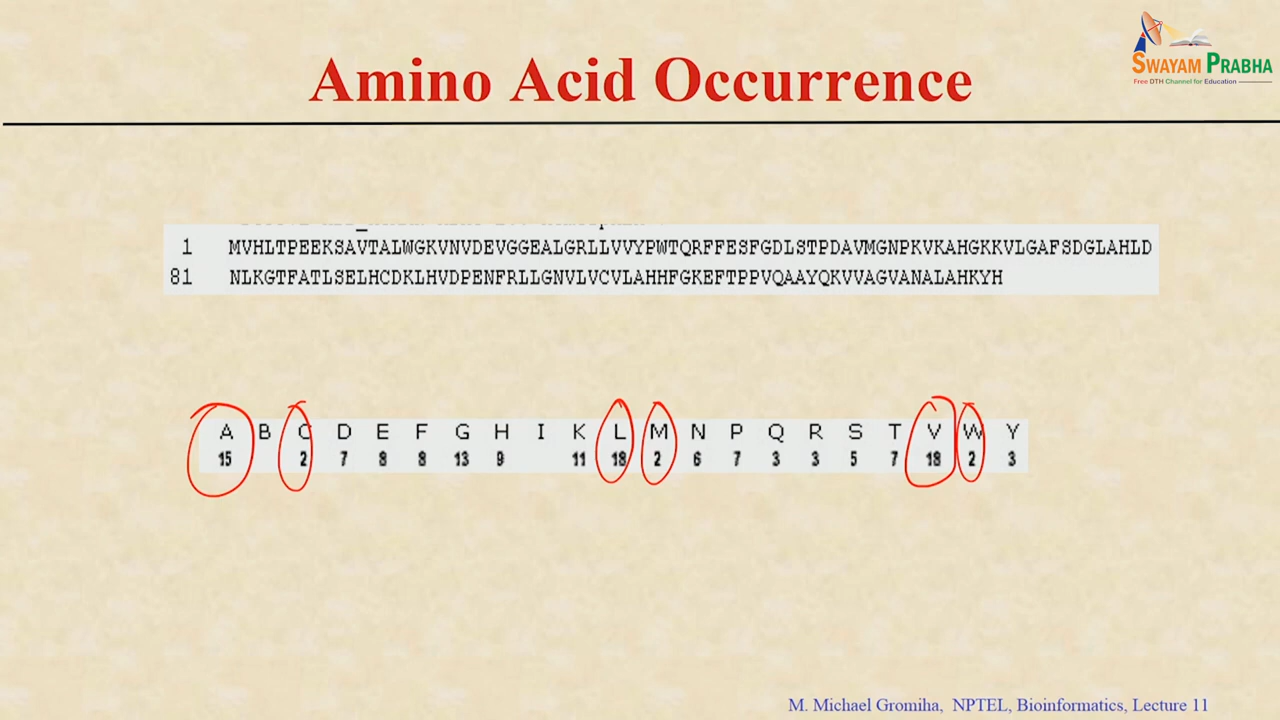 SWAYAM PRABHA
Free DTH Channel for Education
Amino Acid Occurrence
1 MVHLTPEEKSAVTALWGKVNVDEVGGEALGRLLVVYPWTQRFFESFGDLSTPDAVMGNPKVKAHGKKVLGAFSDGLAHLD
81 NLKGTFATLSELHCDKLHVDPENFRLLGNVLVCVLAHHFGKEFTPPVQAAYQKVVAGVANALAHKYH
A B C D E F G H I K L M N P Q R S T V W Y
15 2 7 8 8 13 9 11 18 2 6 7 3 3 5 7 18 2 3
M. Michael Gromiha, NPTEL, Bioinformatics, Lecture 11